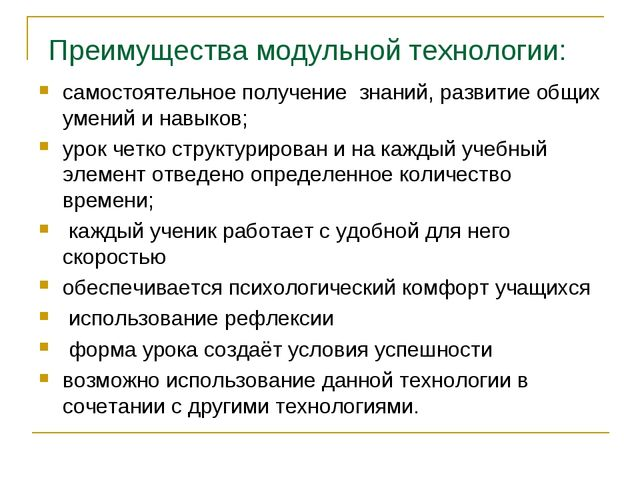 Преимущества модульной технологии:
самостоятельное получение  знаний, развитие общих
умений и навыков;
урок четко структурирован и на каждый учебный
элемент отведено определенное количество
времени;
каждый ученик работает с удобной для него
скоростью
обеспечивается психологический комфорт учащихся
использование рефлексии
форма урока создаёт условия успешности
возможно использование данной технологии в
сочетании с другими технологиями.